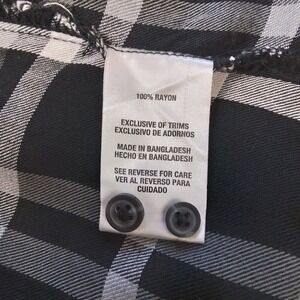 100% RAYON
EXCLUSIVE OF TRIMS
EXCLUSIVO DE ADORNOS
MADE IN BANGLADESH
HECHO EN BANGLADESH
SEE REVERSE FOR CARE
VER AL REVERSO PARA
CUIDADO